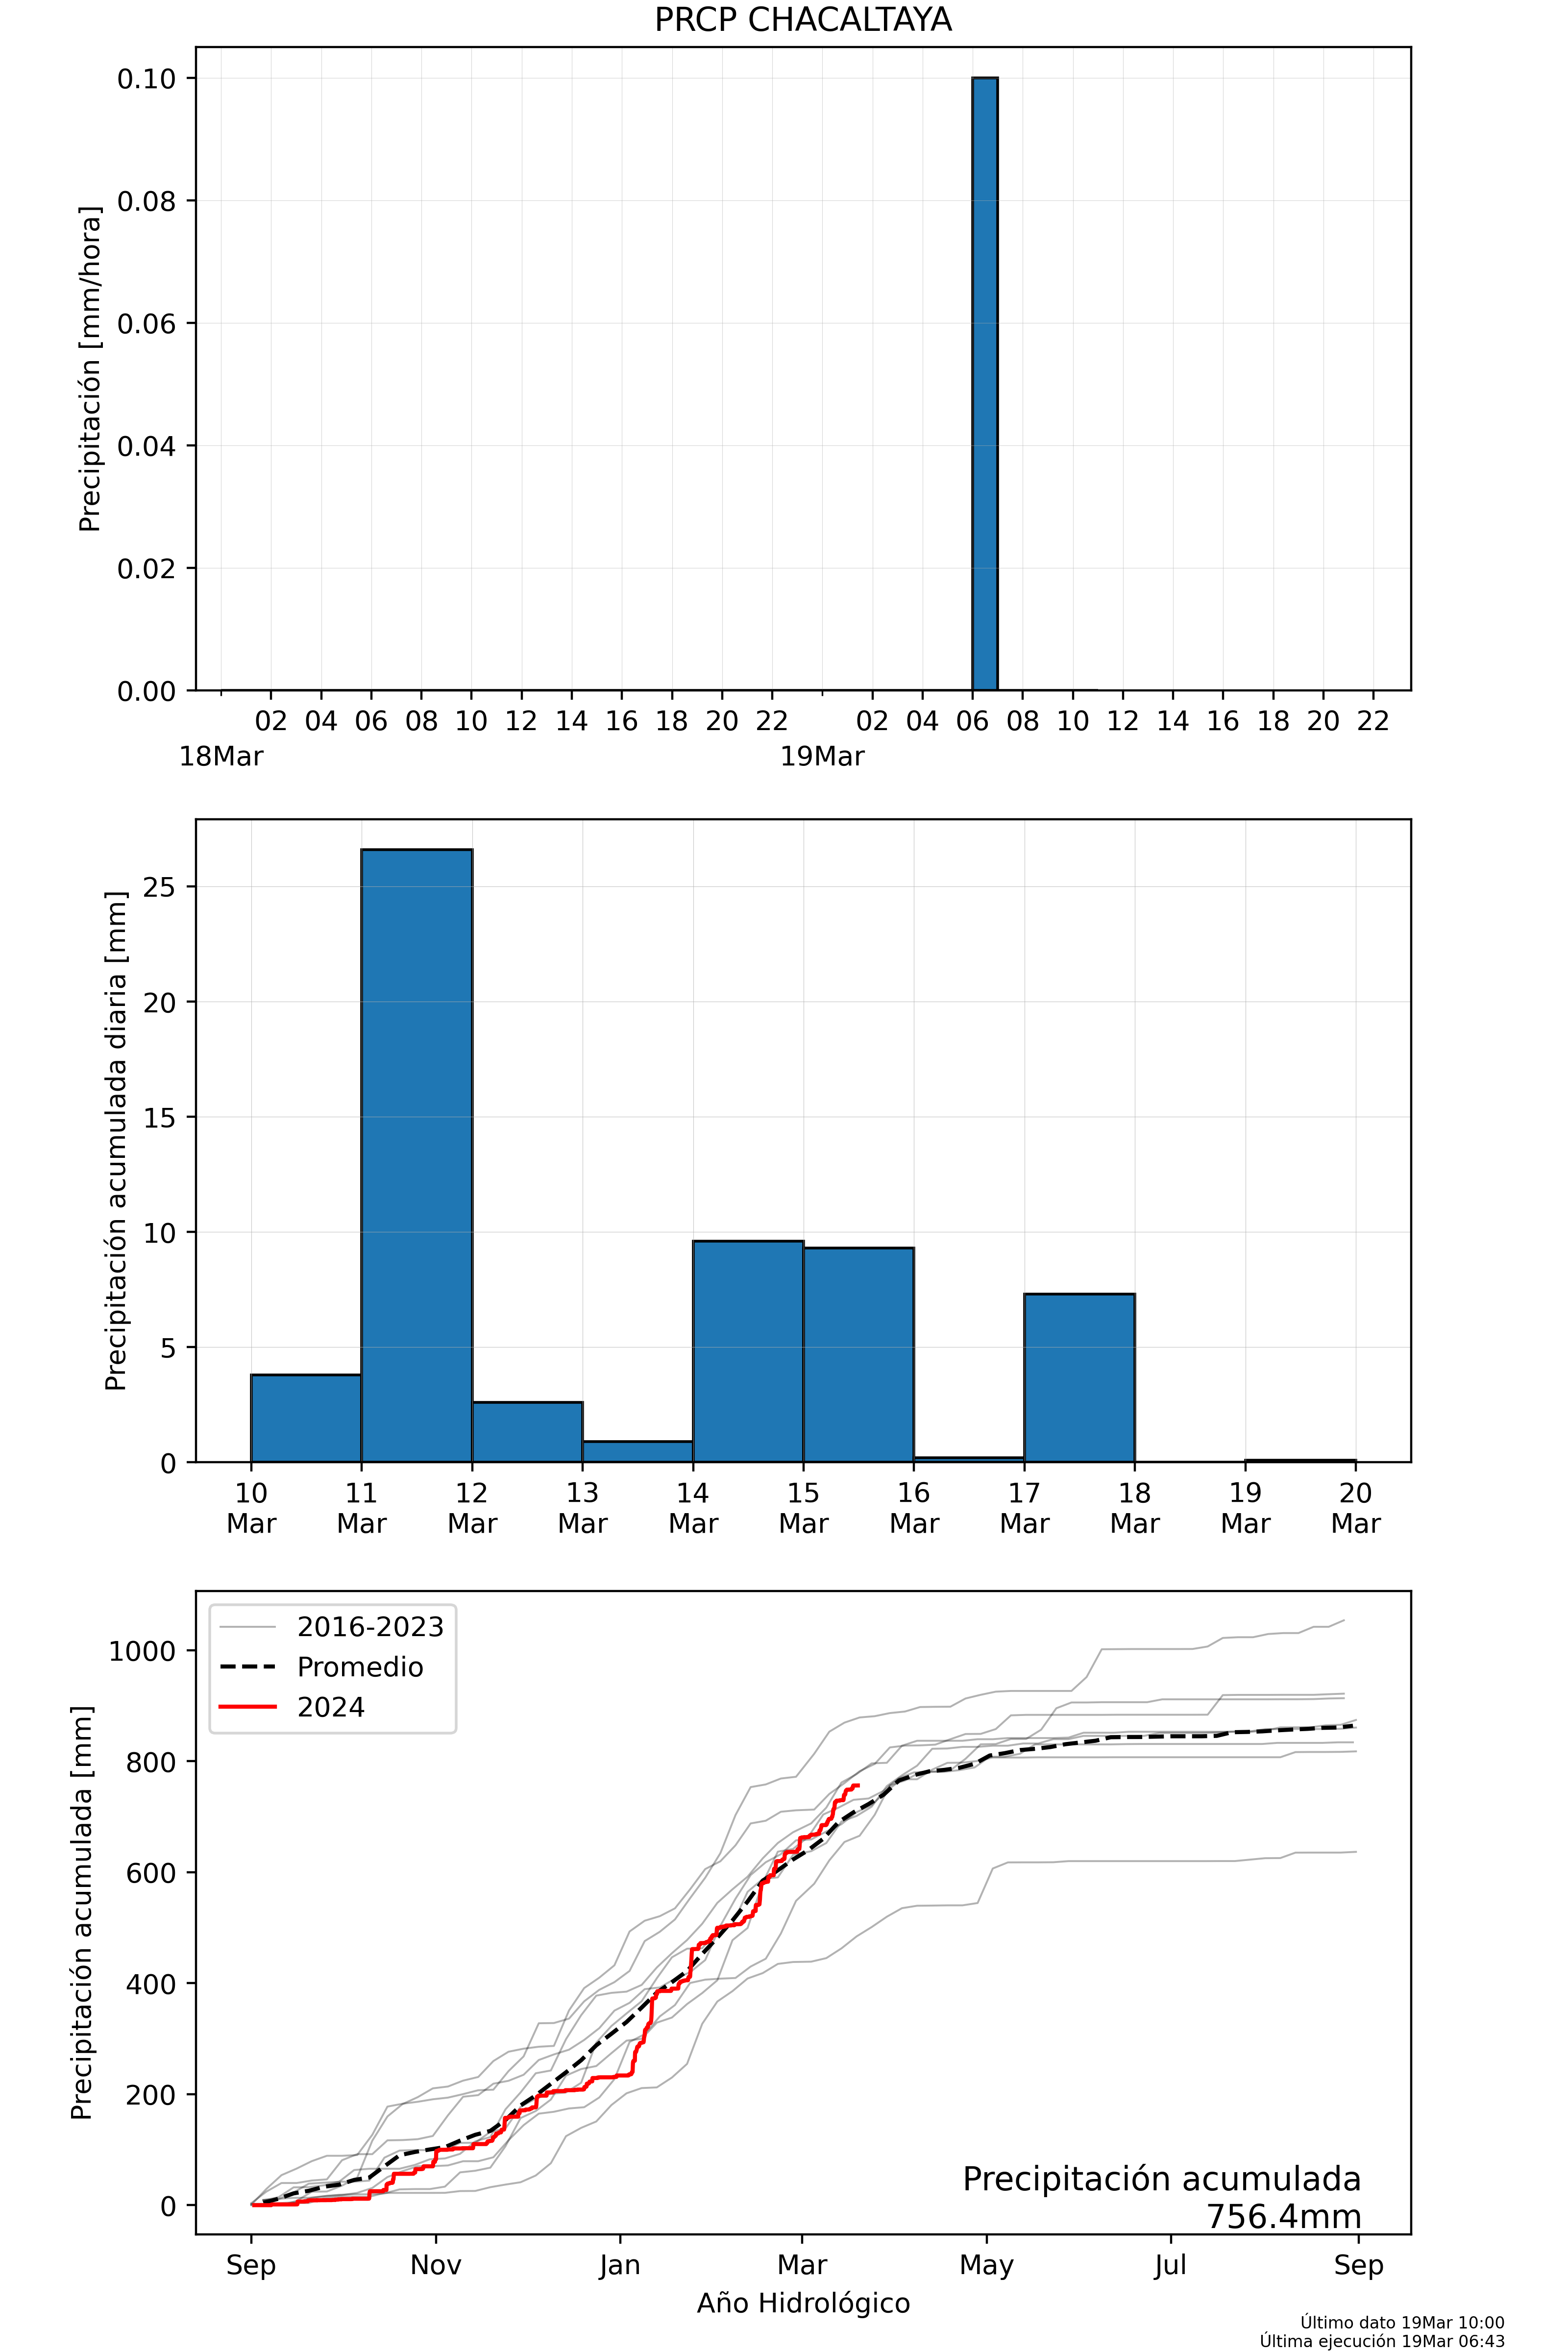 PRCP CHACALTAYA
Precipitación [mm/hora]
0.10
0.08
0.06
0.04
0.02
0.00
02 04 06 08 10 12 14 16 18 20 22 02 04 06 08 10 12 14 16 18 20 22
18Mar 19Mar
Precipitación acumulada diaria [mm]
25
20
15
10
5
0
10 11 12 13 14 15 16 17 18 19 20
Mar Mar Mar Mar Mar Mar Mar Mar Mar Mar Mar
Precipitación acumulada [mm]
1000
800
600
400
200
0
2016-2023
Promedio
2024
Precipitación acumulada
756.4mm
Sep Nov Jan Mar May Jul Sep
Año Hidrológico
Último dato 19Mar 10:00
Última ejecución 19Mar 06:43